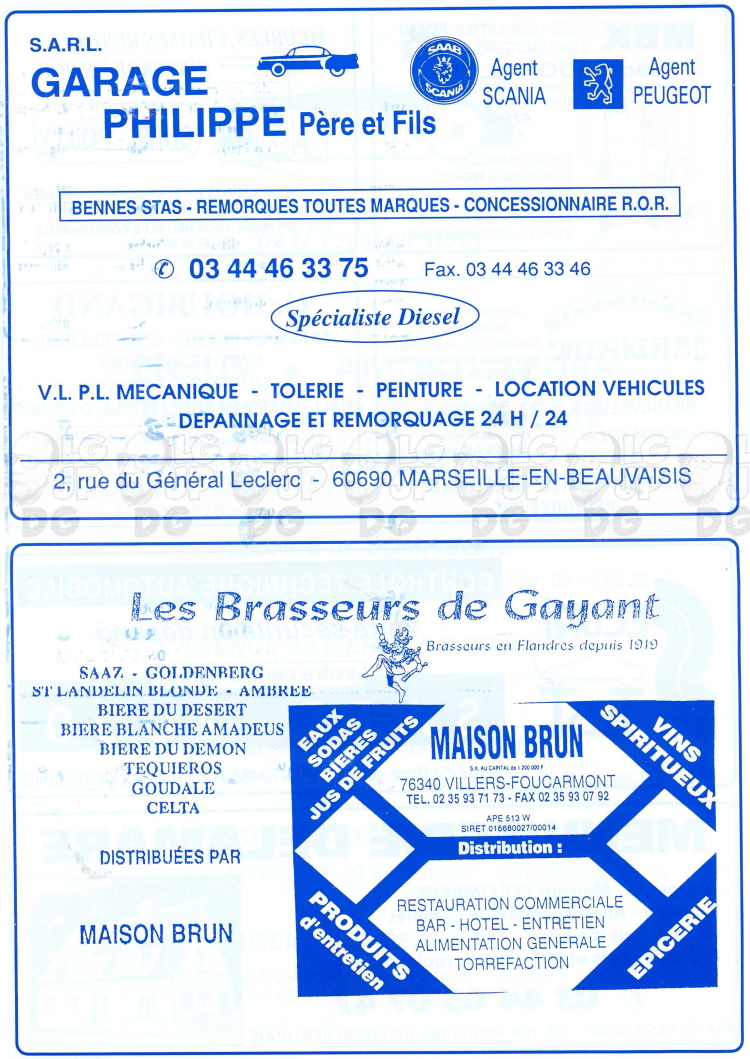 S.A.R.L.
GARAGE
PHILIPPE Père et Fils
SAAB
SCANIA
Agent
SCANIA
Agent
PEUGEOT
BENNES STAS - REMORQUES TOUTES MARQUES - CONCESSIONNAIRE R.O.R.
✆ 03 44 46 33 75 Fax. 03 44 46 33 46
Spécialiste Diesel
V.L. P.L. MECANIQUE - TOLERIE - PEINTURE - LOCATION VEHICULES
DEPANNAGE ET REMORQUAGE 24 H / 24
2, rue du Général Leclerc - 60690 MARSEILLE-EN-BEAUVAISIS
Les Brasseurs de Gayant
Brasseurs en Flandres depuis 1919
SAAZ - GOLDENBERG
ST LANDELIN BLONDE - AMBREE
BIERE DU DESERT
BIERE BLANCHE AMADEUS
BIERE DU DEMON
TEQUIEROS
GOUDALE
CELTA
DISTRIBUÉES PAR
MAISON BRUN
EAUX
SODAS
BIERES
JUS DE FRUITS
VINS
SPIRITUEUX
MAISON BRUN
S.A. AU CAPITAL de 1 200 000 F
76340 VILLERS-FOUCARMONT
TEL. 02 35 93 71 73 - FAX 02 35 93 07 92
APE 513 W
SIRET 016680027/00014
Distribution :
RESTAURATION COMMERCIALE
BAR - HOTEL - ENTRETIEN
ALIMENTATION GENERALE
TORREFACTION
PRODUITS
d'entretien
EPICERIE